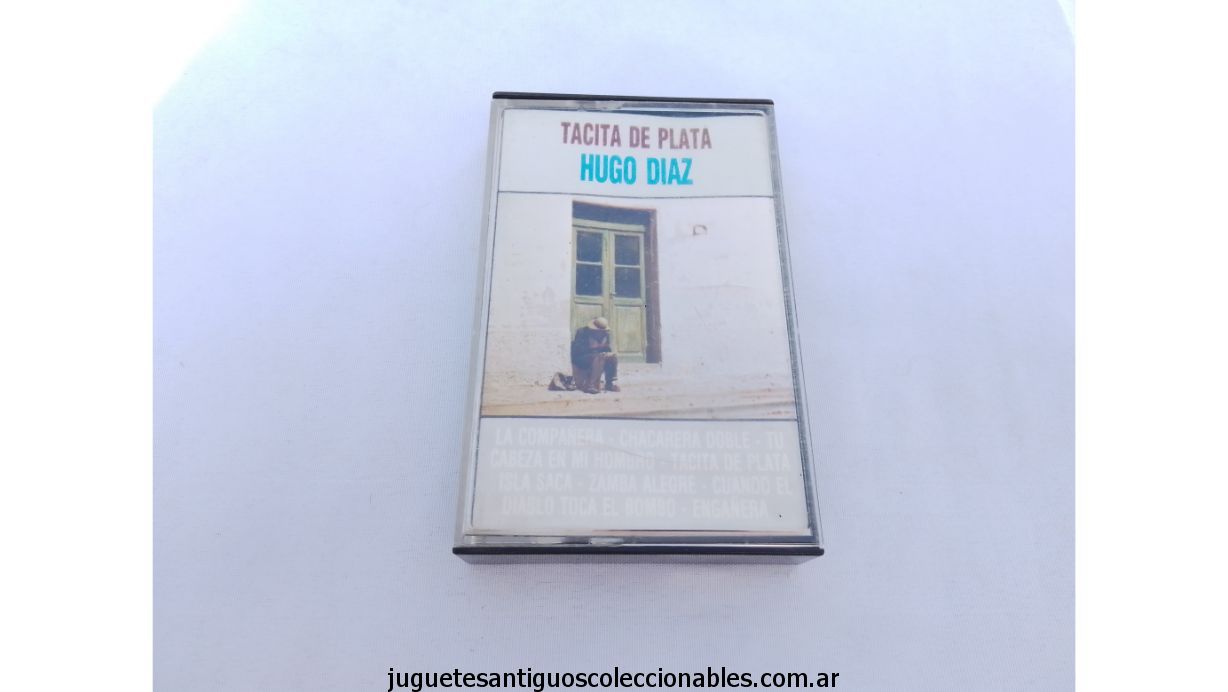 TACITA DE PLATA
HUGO DIAZ
LA COMPAÑERA - CHACARERA DOBLE - TU
CABEZA EN MI HOMBRO - TACITA DE PLATA
ISLA SACA - ZAMBA ALEGRE - CUANDO EL
DIABLO TOCA EL BOMBO - ENGAÑERA
juguetesantiguoscoleccionables.com.ar